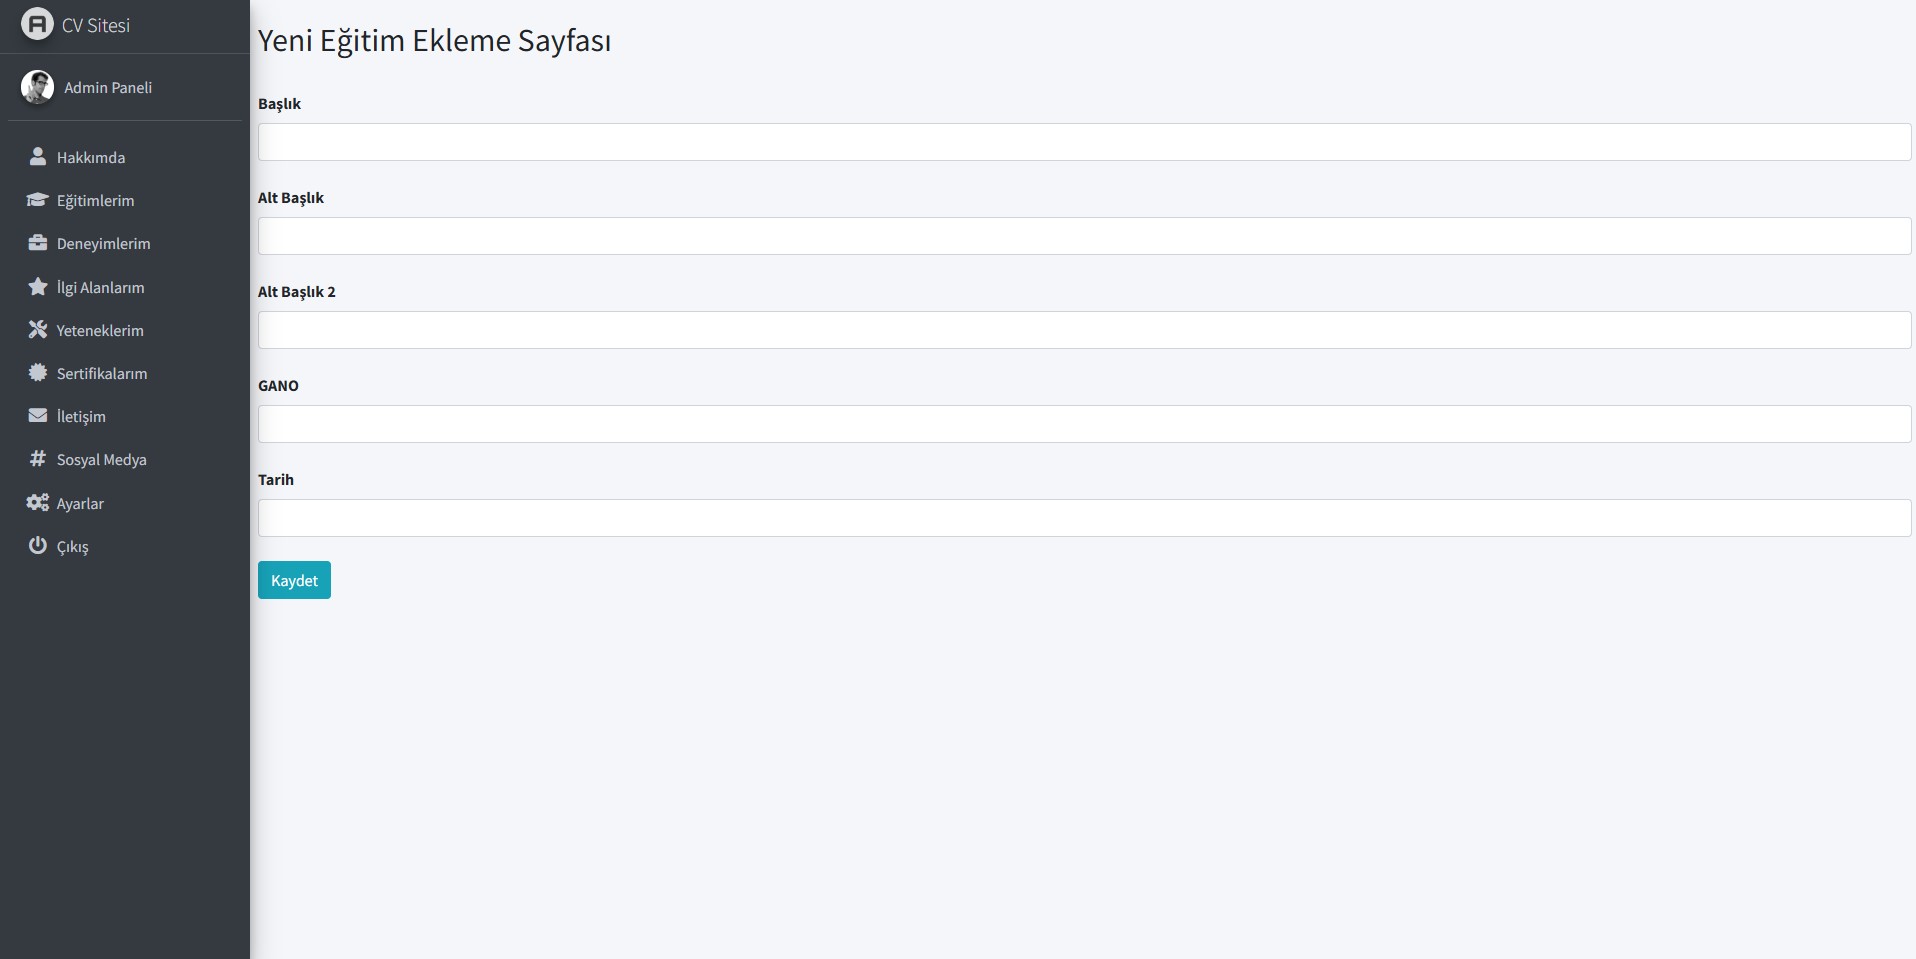 CV Sitesi
Admin Paneli
Hakkımda
Eğitimlerim
Deneyimlerim
İlgi Alanlarım
Yeteneklerim
Sertifikalarım
İletişim
Sosyal Medya
Ayarlar
Çıkış
Yeni Eğitim Ekleme Sayfası
Başlık
Alt Başlık
Alt Başlık 2
GANO
Tarih
Kaydet